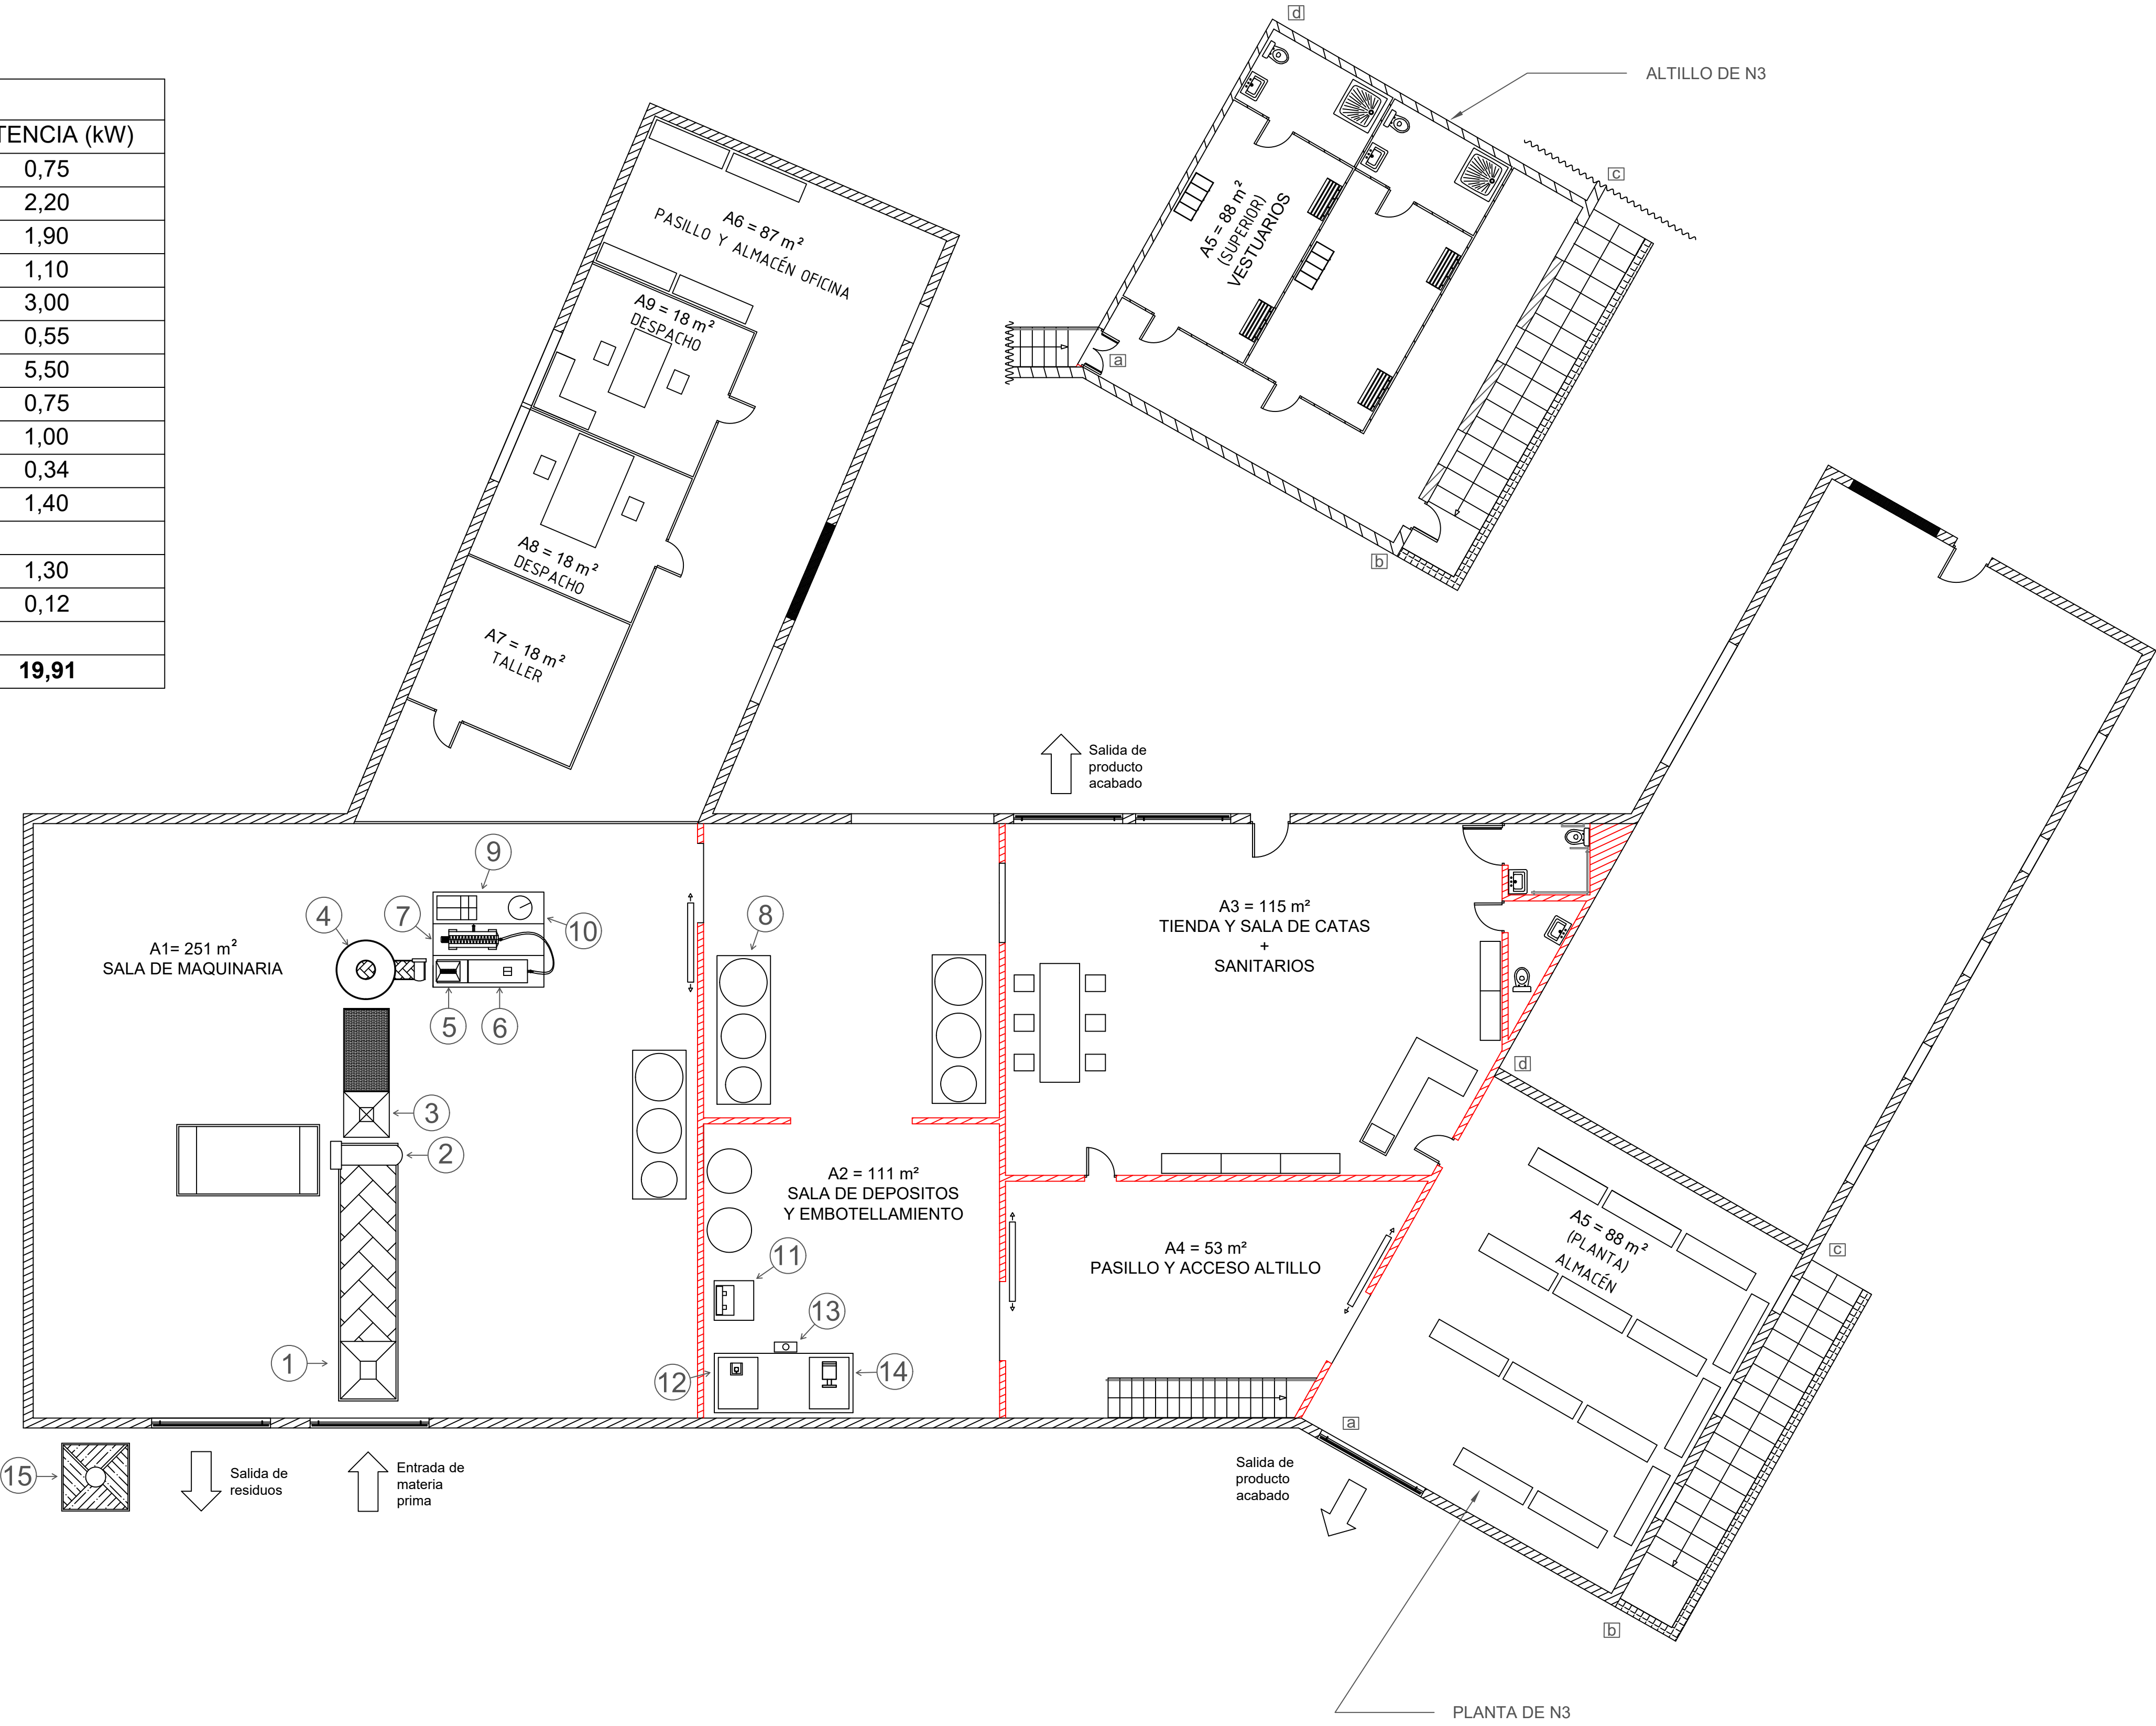 TENCIA (kW)
0,75
2,20
1,90
1,10
3,00
0,55
5,50
0,75
1,00
0,34
1,40
1,30
0,12
19,91
d
ALTILLO DE N3
c
A5 = 88 m²
(SUPERIOR)
VESTUARIOS
a
b
A6 = 87 m²
PASILLO Y ALMACÉN OFICINA
A9 = 18 m²
DESPACHO
A8 = 18 m²
DESPACHO
A7 = 18 m²
TALLER
Salida de
producto
acabado
A1= 251 m²
SALA DE MAQUINARIA
9
4
7
10
8
5
6
3
2
1
A3 = 115 m²
TIENDA Y SALA DE CATAS
+
SANITARIOS
d
A2 = 111 m²
SALA DE DEPOSITOS
Y EMBOTELLAMIENTO
11
13
12
14
A4 = 53 m²
PASILLO Y ACCESO ALTILLO
A5 = 88 m²
(PLANTA)
ALMACÉN
c
a
b
15
Salida de
residuos
Entrada de
materia
prima
Salida de
producto
acabado
PLANTA DE N3